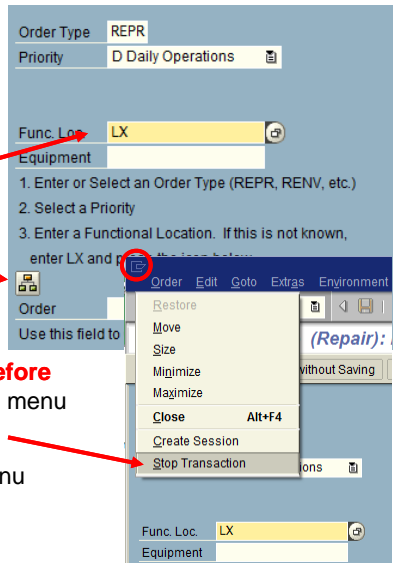 Order Type REPR
Priority D Daily Operations
Func. Loc. LX
Equipment
1. Enter or Select an Order Type (REPR, RENV, etc.)
2. Select a Priority
3. Enter a Functional Location. If this is not known,
enter LX and press the icon below
Order
Use this field to
Order Edit Goto Extras Environment
Restore
Move
Size
Minimize
Maximize
Close Alt+F4
Create Session
Stop Transaction
(Repair):
without Saving
ions
efore
menu
nu
Func. Loc. LX
Equipment